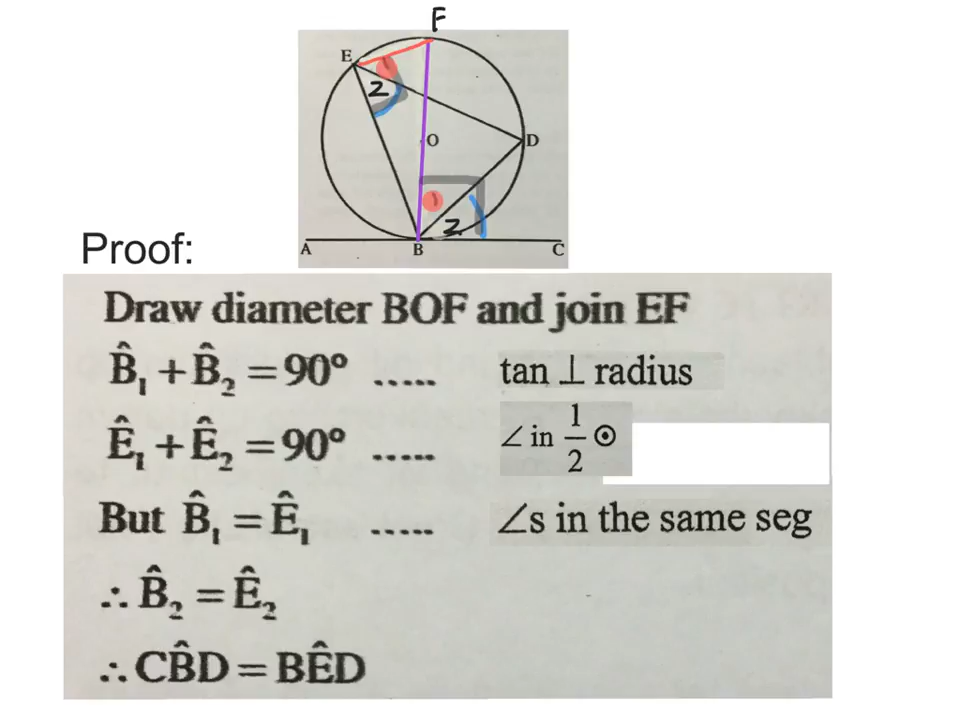 F
E
1
2
O
D
1
2
A
B
C
Proof:
Draw diameter BOF and join EF
B̂₁ + B̂₂ = 90° ..... tan ⊥ radius
Ê₁ + Ê₂ = 90° ..... ∠ in 1/2 ⊙
But B̂₁ = Ê₁ ..... ∠s in the same seg
∴ B̂₂ = Ê₂
∴ CB̂D = BÊD